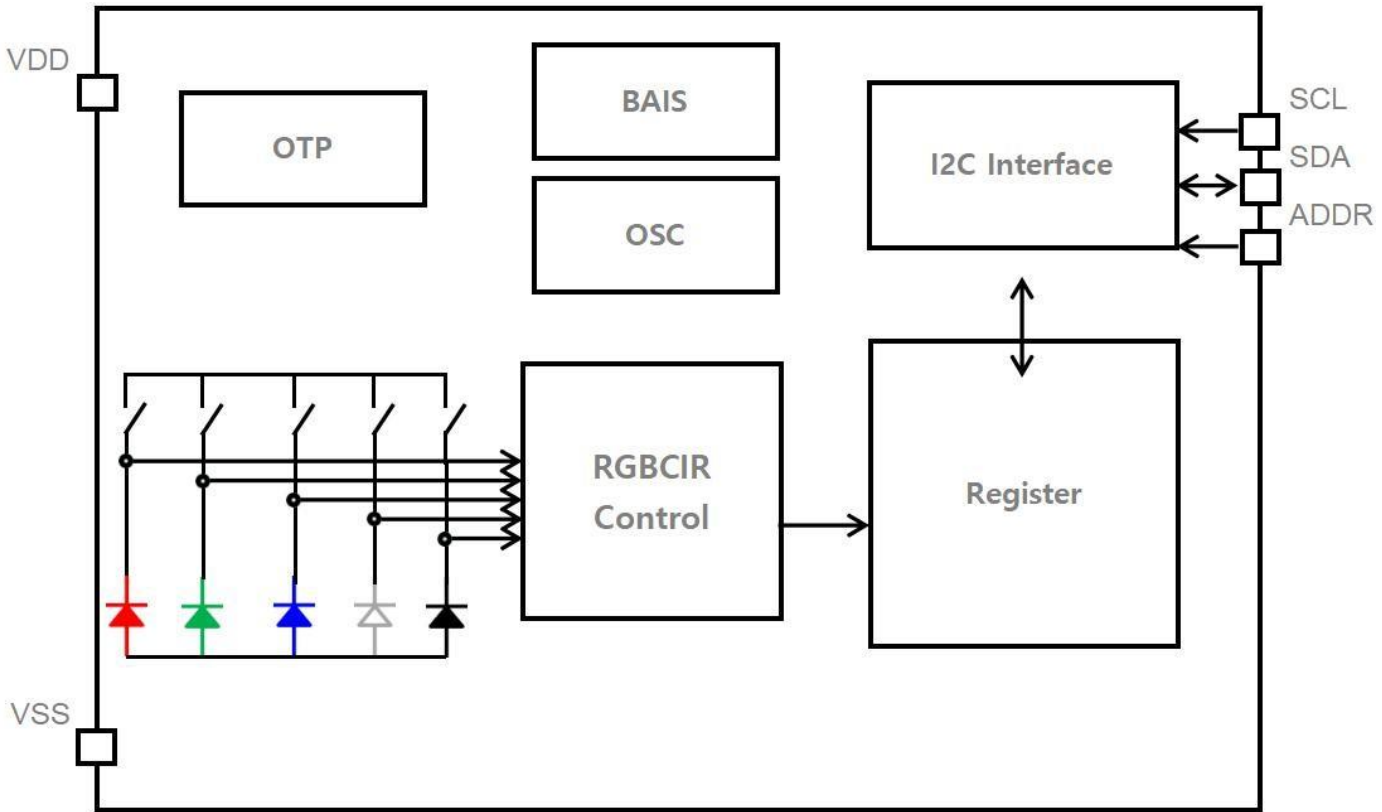 VDD
OTP
BAIS
OSC
I2C Interface
SCL
SDA
ADDR
RGBCIR
Control
Register
VSS